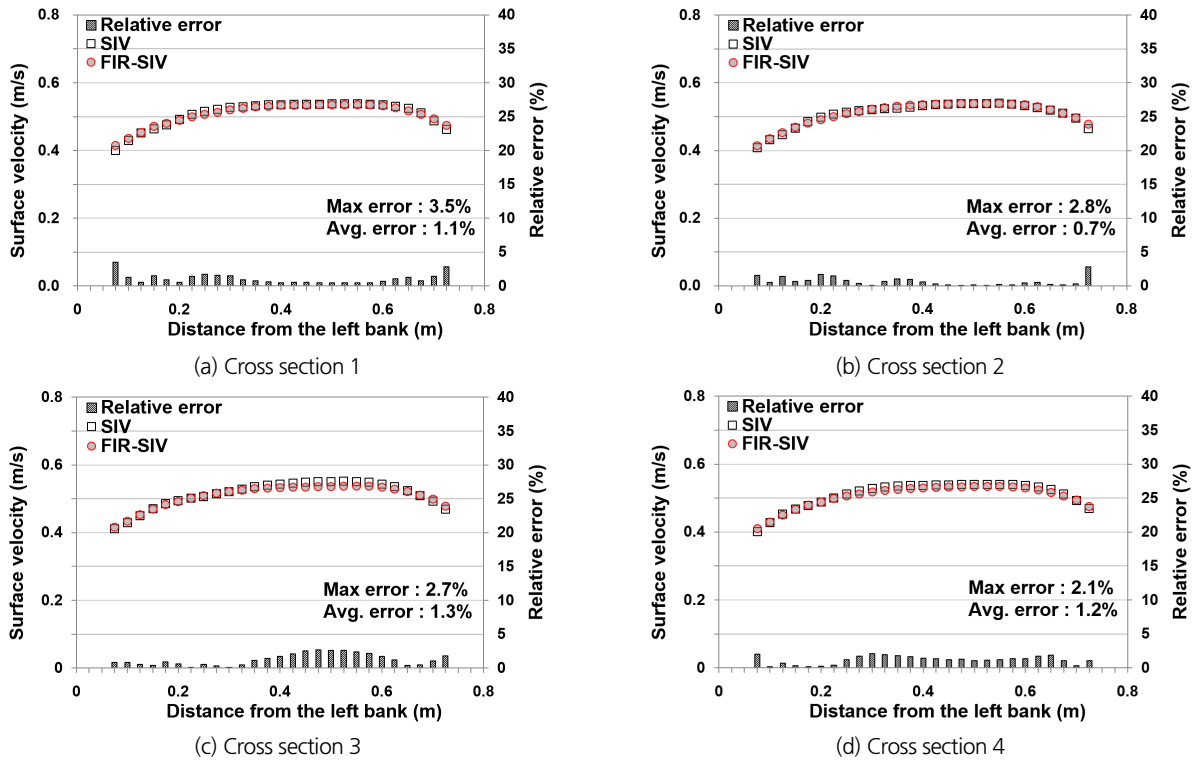 Relative error
SIV
FIR-SIV
Surface velocity (m/s)
0.8
0.6
0.4
0.2
0.0
Relative error (%)
40
35
30
25
20
15
10
5
0
Max error : 3.5%
Avg. error : 1.1%
0 0.2 0.4 0.6 0.8
Distance from the left bank (m)
(a) Cross section 1
Relative error
SIV
FIR-SIV
Surface velocity (m/s)
0.8
0.6
0.4
0.2
0.0
Relative error (%)
40
35
30
25
20
15
10
5
0
Max error : 2.8%
Avg. error : 0.7%
0 0.2 0.4 0.6 0.8
Distance from the left bank (m)
(b) Cross section 2
Relative error
SIV
FIR-SIV
Surface velocity (m/s)
0.8
0.6
0.4
0.2
0
Relative error (%)
40
35
30
25
20
15
10
5
0
Max error : 2.7%
Avg. error : 1.3%
0 0.2 0.4 0.6 0.8
Distance from the left bank (m)
(c) Cross section 3
Relative error
SIV
FIR-SIV
Surface velocity (m/s)
0.8
0.6
0.4
0.2
0
Relative error (%)
40
35
30
25
20
15
10
5
0
Max error : 2.1%
Avg. error : 1.2%
0 0.2 0.4 0.6 0.8
Distance from the left bank (m)
(d) Cross section 4